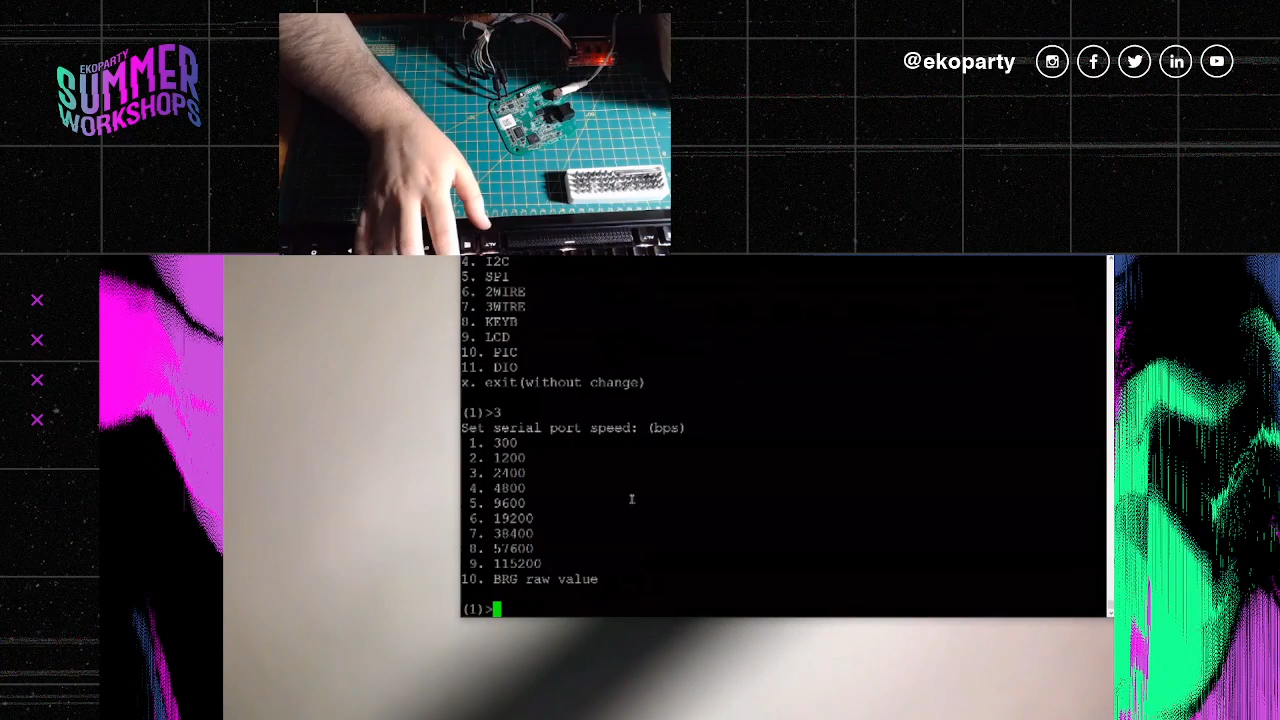 EKOPARTY
SUMMER
WORKSHOPS
@ekoparty
4. I2C
5. SPI
6. 2WIRE
7. 3WIRE
8. KEYB
9. LCD
10. PIC
11. DIO
x. exit(without change)
(1)>3
Set serial port speed: (bps)
1. 300
2. 1200
3. 2400
4. 4800
5. 9600
6. 19200
7. 38400
8. 57600
9. 115200
10. BRG raw value
(1)>